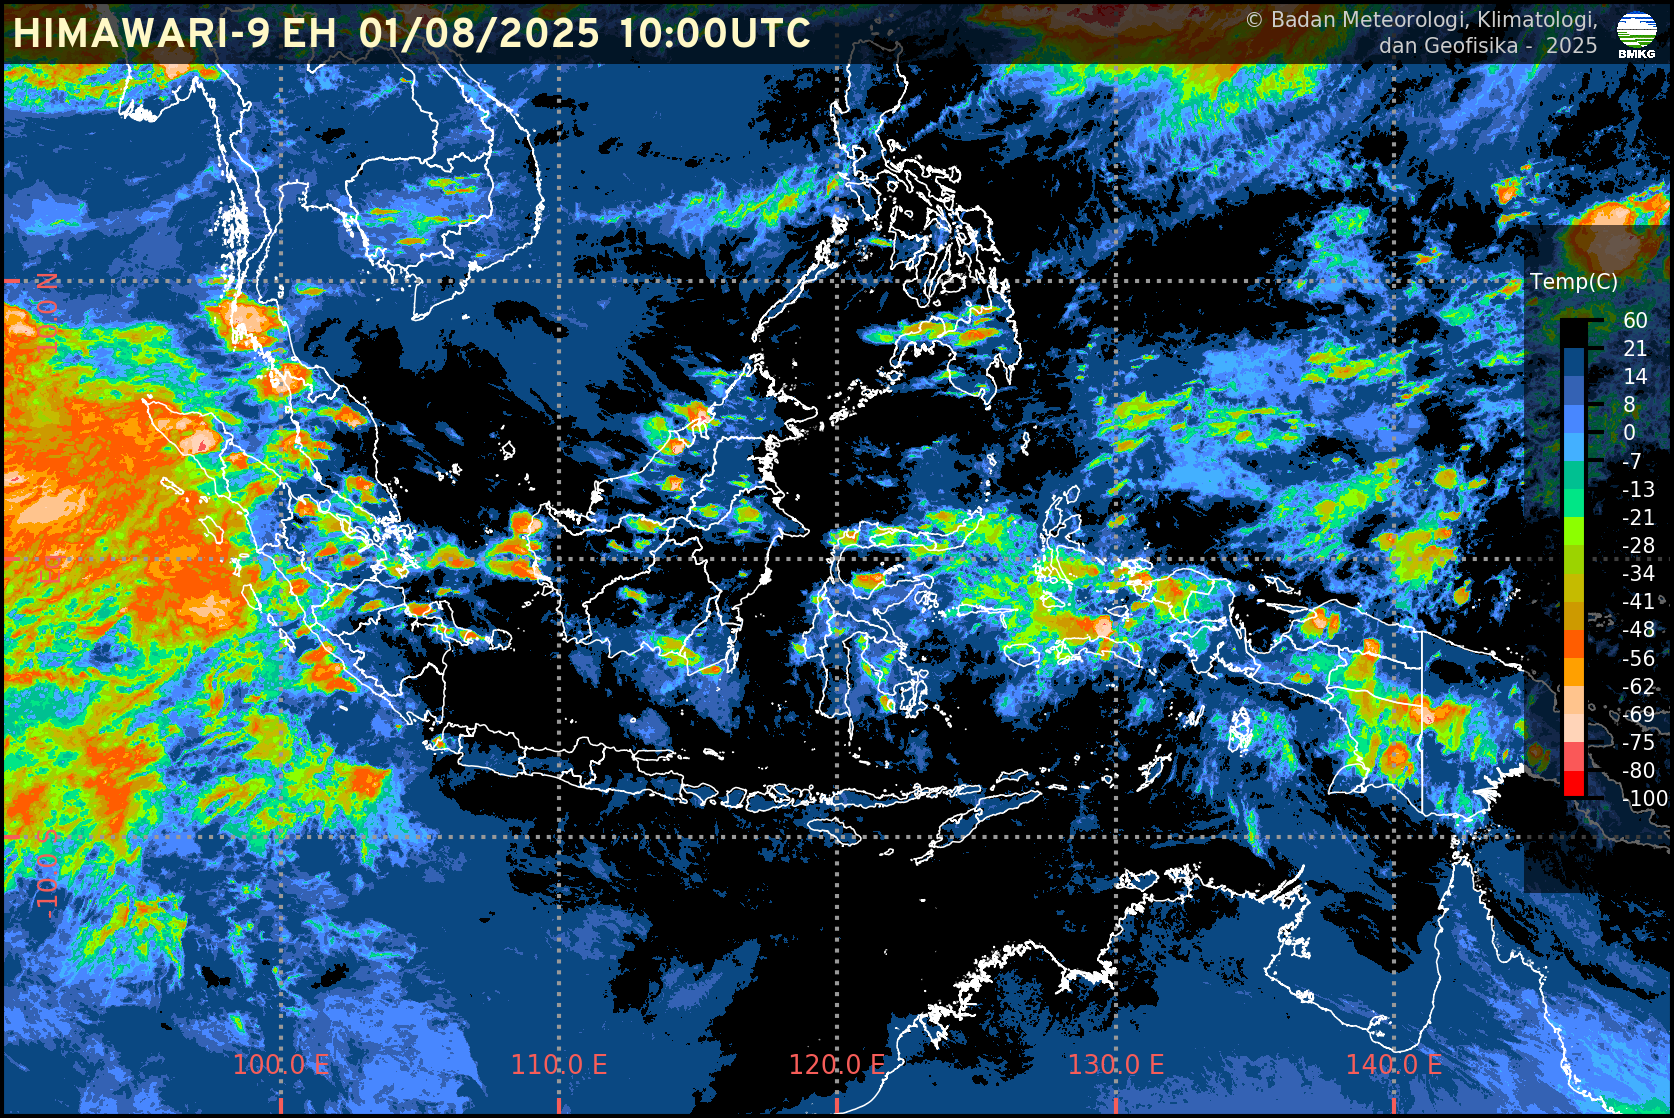 HIMAWARI-9 EH 01/08/2025 10:00UTC
© Badan Meteorologi, Klimatologi,
dan Geofisika - 2025
BMKG
Temp(C)
60
21
14
8
0
-7
-13
-21
-28
-34
-41
-48
-56
-62
-69
-75
-80
-100
.0 N
EQ
-10.0 S
100.0 E
110.0 E
120.0 E
130.0 E
140.0 E